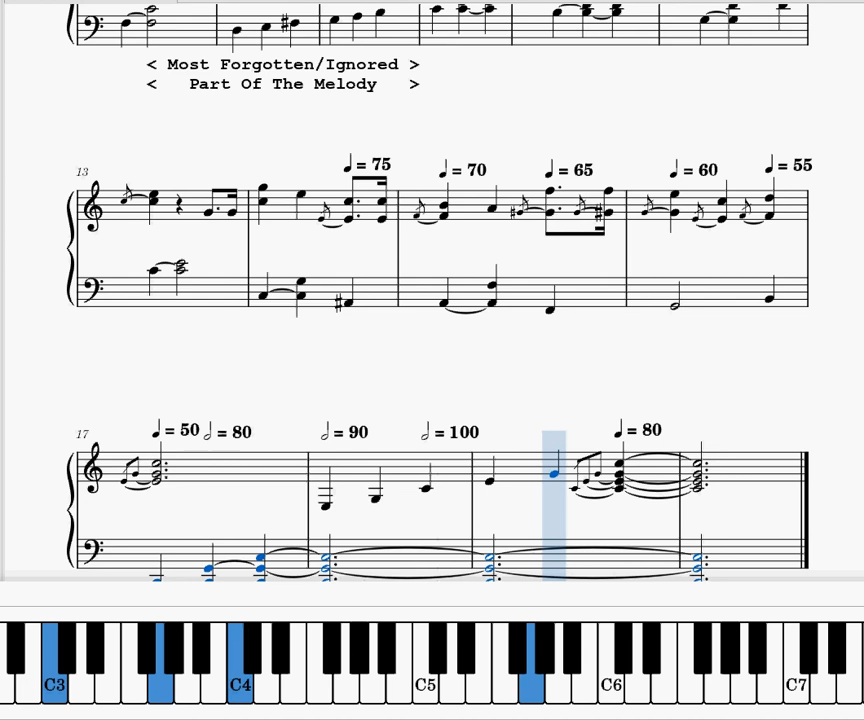 < Most Forgotten/Ignored >
< Part Of The Melody >
13
♩ = 75
♩ = 70
♩ = 65
♩ = 60
♩ = 55
17
♩ = 50
𝅗𝅥 = 80
𝅗𝅥 = 90
𝅗𝅥 = 100
♩ = 80
C3 C4 C5 C6 C7